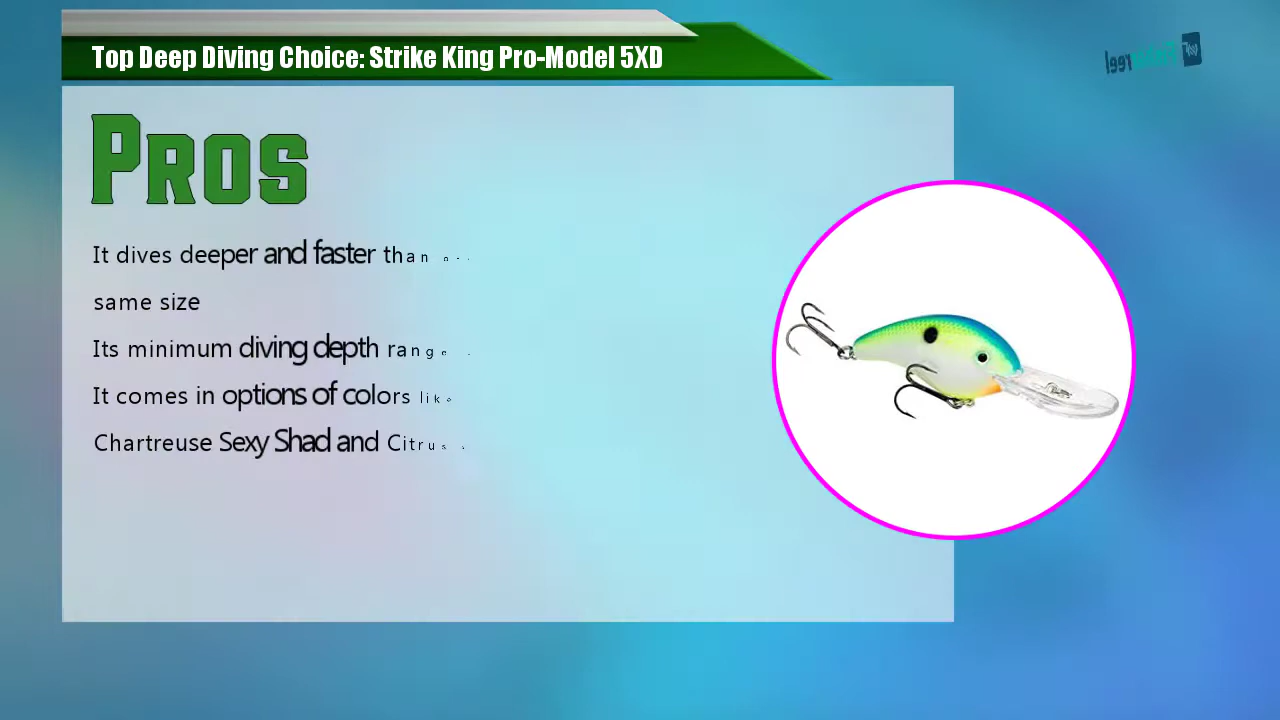 Top Deep Diving Choice: Strike King Pro-Model 5XD
Pros
It dives deeper and faster than
same size
Its minimum diving depth range
It comes in options of colors like
Chartreuse Sexy Shad and Citrus